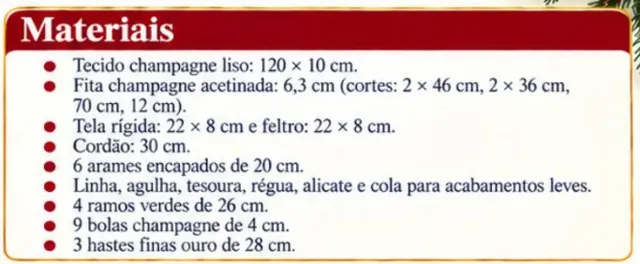 Materiais
Tecido champagne liso: 120 × 10 cm.
Fita champagne acetinada: 6,3 cm (cortes: 2 × 46 cm, 2 × 36 cm,
70 cm, 12 cm).
Tela rígida: 22 × 8 cm e feltro: 22 × 8 cm.
Cordão: 30 cm.
6 arames encapados de 20 cm.
Linha, agulha, tesoura, régua, alicate e cola para acabamentos leves.
4 ramos verdes de 26 cm.
9 bolas champagne de 4 cm.
3 hastes finas ouro de 28 cm.